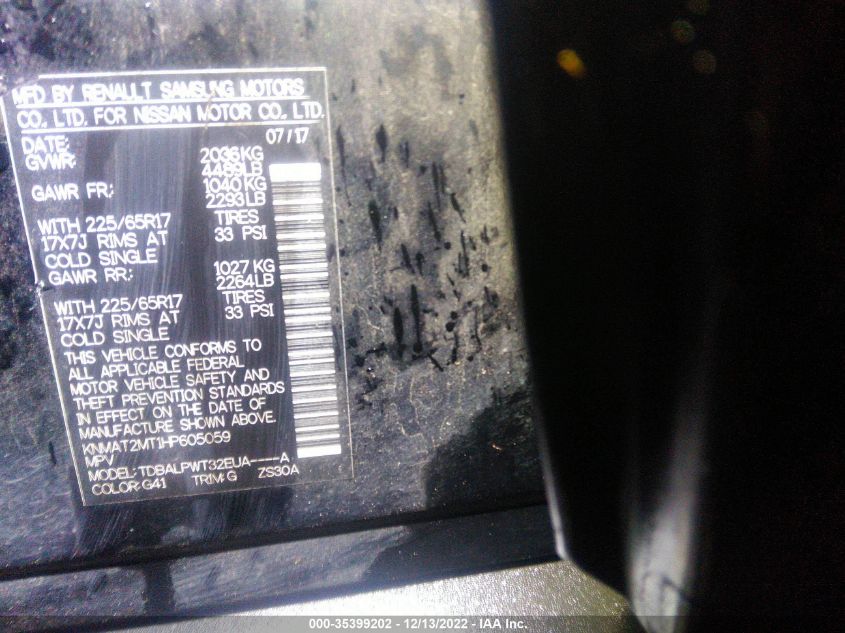 MFD BY RENAULT SAMSUNG MOTORS
CO., LTD. FOR NISSAN MOTOR CO., LTD.
DATE: 07/17
GVWR: 2036KG
4489LB
GAWR FR: 1040KG
2293LB
WITH 225/65R17 TIRES
17X7J RIMS AT 33 PSI
COLD SINGLE
GAWR RR: 1027KG
2264LB
WITH 225/65R17 TIRES
17X7J RIMS AT 33 PSI
COLD SINGLE
THIS VEHICLE CONFORMS TO
ALL APPLICABLE FEDERAL
MOTOR VEHICLE SAFETY AND
THEFT PREVENTION STANDARDS
IN EFFECT ON THE DATE OF
MANUFACTURE SHOWN ABOVE.
KNMAT2MT1HP605059
MPV
MODEL: TDBALPWT32EUA----A
COLOR:G41 TRIM:G ZS30A
000-35399202 - 12/13/2022 - IAA Inc.